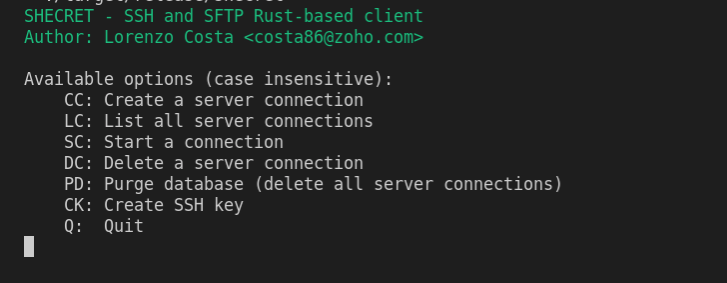 SHECRET - SSH and SFTP Rust-based client
Author: Lorenzo Costa <costa86@zoho.com>
Available options (case insensitive):
CC: Create a server connection
LC: List all server connections
SC: Start a connection
DC: Delete a server connection
PD: Purge database (delete all server connections)
CK: Create SSH key
Q:  Quit